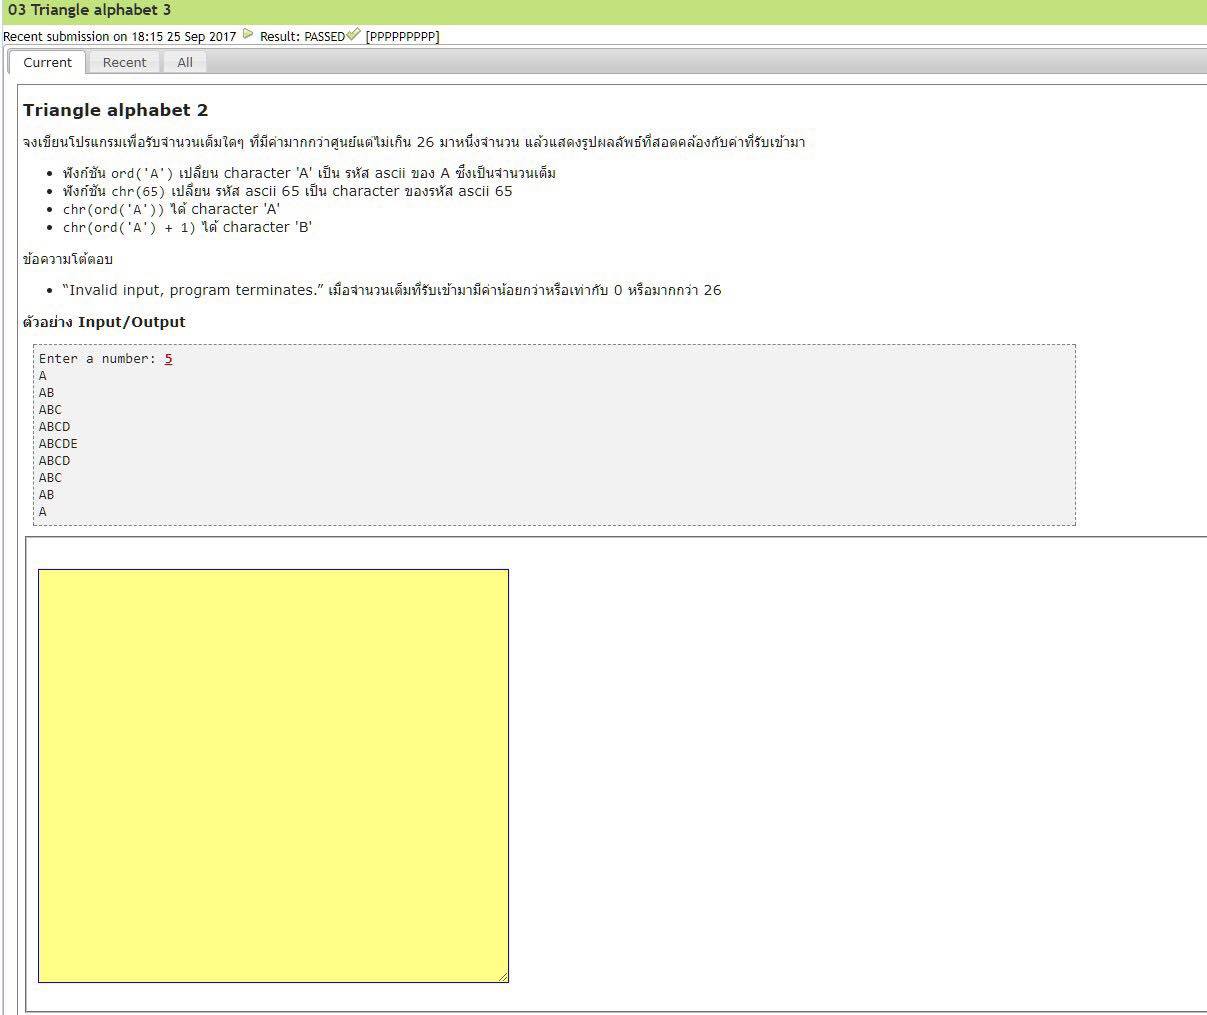 03 Triangle alphabet 3
Recent submission on 18:15 25 Sep 2017 Result: PASSED [PPPPPPPPP]
Current Recent All
Triangle alphabet 2
จงเขียนโปรแกรมเพื่อรับจำนวนเต็มใดๆ ที่มีค่ามากกว่าศูนย์แต่ไม่เกิน 26 มาหนึ่งจำนวน แล้วแสดงรูปผลลัพธ์ที่สอดคล้องกับค่าที่รับเข้ามา
• ฟังก์ชัน ord('A') เปลี่ยน character 'A' เป็น รหัส ascii ของ A ซึ่งเป็นจำนวนเต็ม
• ฟังก์ชัน chr(65) เปลี่ยน รหัส ascii 65 เป็น character ของรหัส ascii 65
• chr(ord('A')) ได้ character 'A'
• chr(ord('A') + 1) ได้ character 'B'
ข้อความโต้ตอบ
• “Invalid input, program terminates.” เมื่อจำนวนเต็มที่รับเข้ามามีค่าน้อยกว่าหรือเท่ากับ 0 หรือมากกว่า 26
ตัวอย่าง Input/Output
Enter a number: 5
A
AB
ABC
ABCD
ABCDE
ABCD
ABC
AB
A